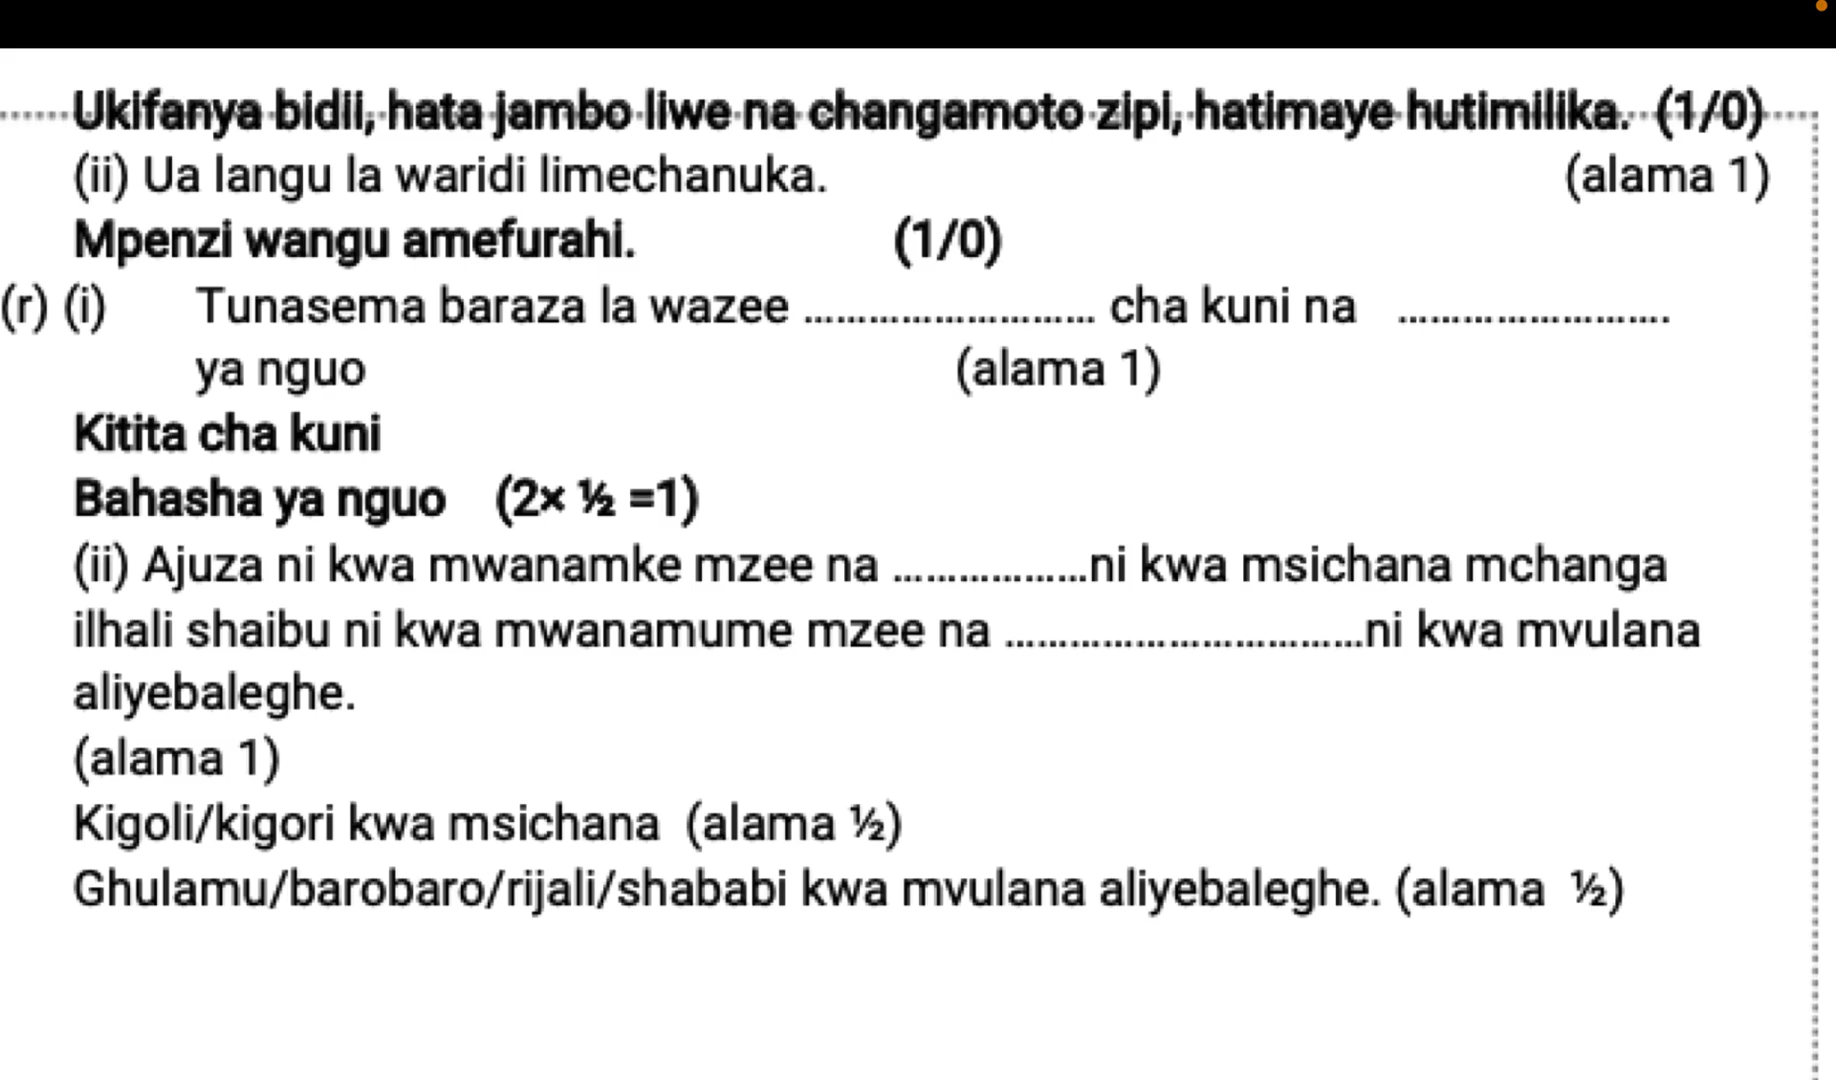 Ukifanya bidii, hata jambo liwe na changamoto zipi, hatimaye hutimilika. (1/0)
(ii) Ua langu la waridi limechanuka. (alama 1)
Mpenzi wangu amefurahi. (1/0)
(r) (i) Tunasema baraza la wazee ........................... cha kuni na .........................
ya nguo (alama 1)
Kitita cha kuni
Bahasha ya nguo (2× ½ =1)
(ii) Ajuza ni kwa mwanamke mzee na ..................ni kwa msichana mchanga
ilhali shaibu ni kwa mwanamume mzee na .................................ni kwa mvulana
aliyebaleghe.
(alama 1)
Kigoli/kigori kwa msichana (alama ½)
Ghulamu/barobaro/rijali/shababi kwa mvulana aliyebaleghe. (alama ½)